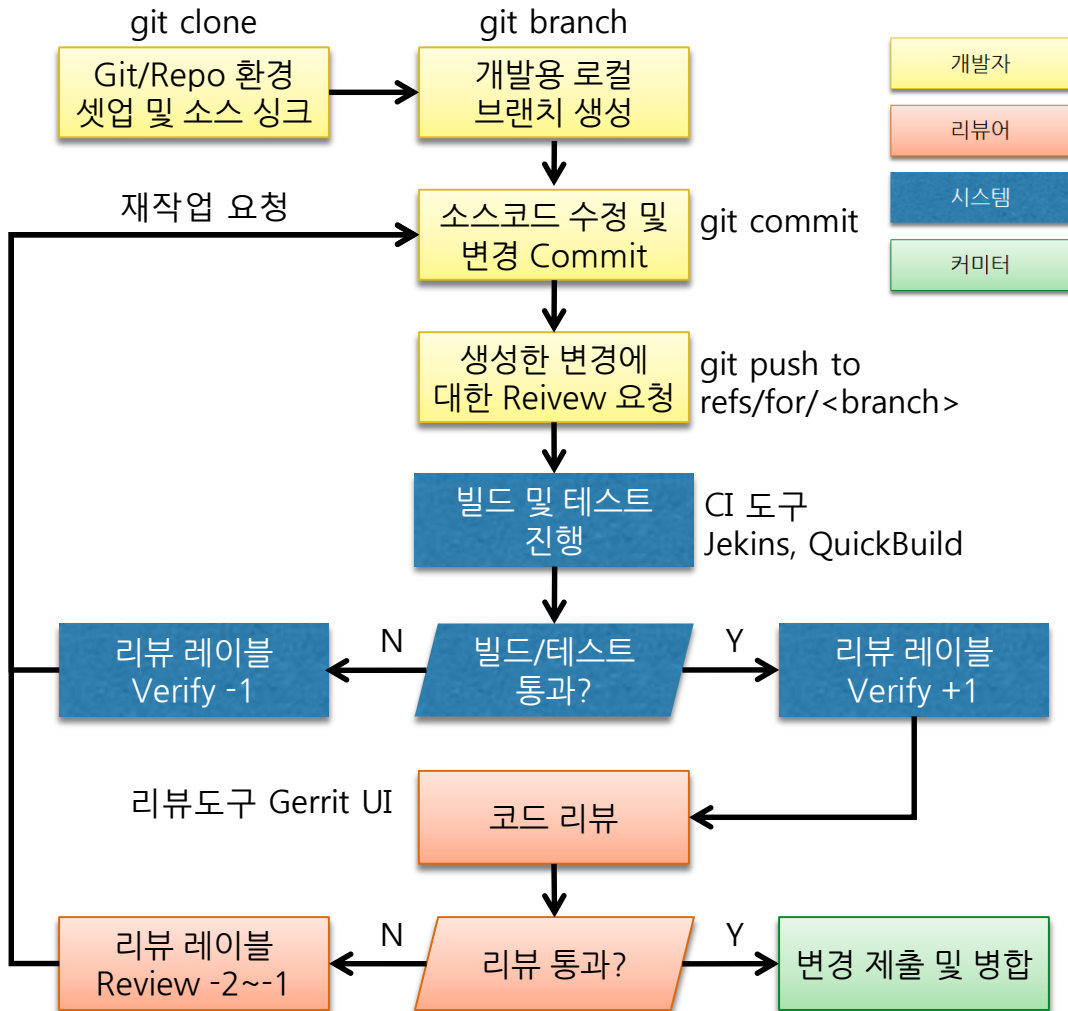 git clone
git branch
Git/Repo 환경
셋업 및 소스 싱크
개발용 로컬
브랜치 생성
개발자
리뷰어
시스템
커미터
재작업 요청
소스코드 수정 및
변경 Commit
git commit
생성한 변경에
대한 Reivew 요청
git push to
refs/for/<branch>
빌드 및 테스트
진행
CI 도구
Jekins, QuickBuild
리뷰 레이블
Verify -1
N
빌드/테스트
통과?
Y
리뷰 레이블
Verify +1
리뷰도구 Gerrit UI
코드 리뷰
리뷰 레이블
Review -2~-1
N
리뷰 통과?
Y
변경 제출 및 병합